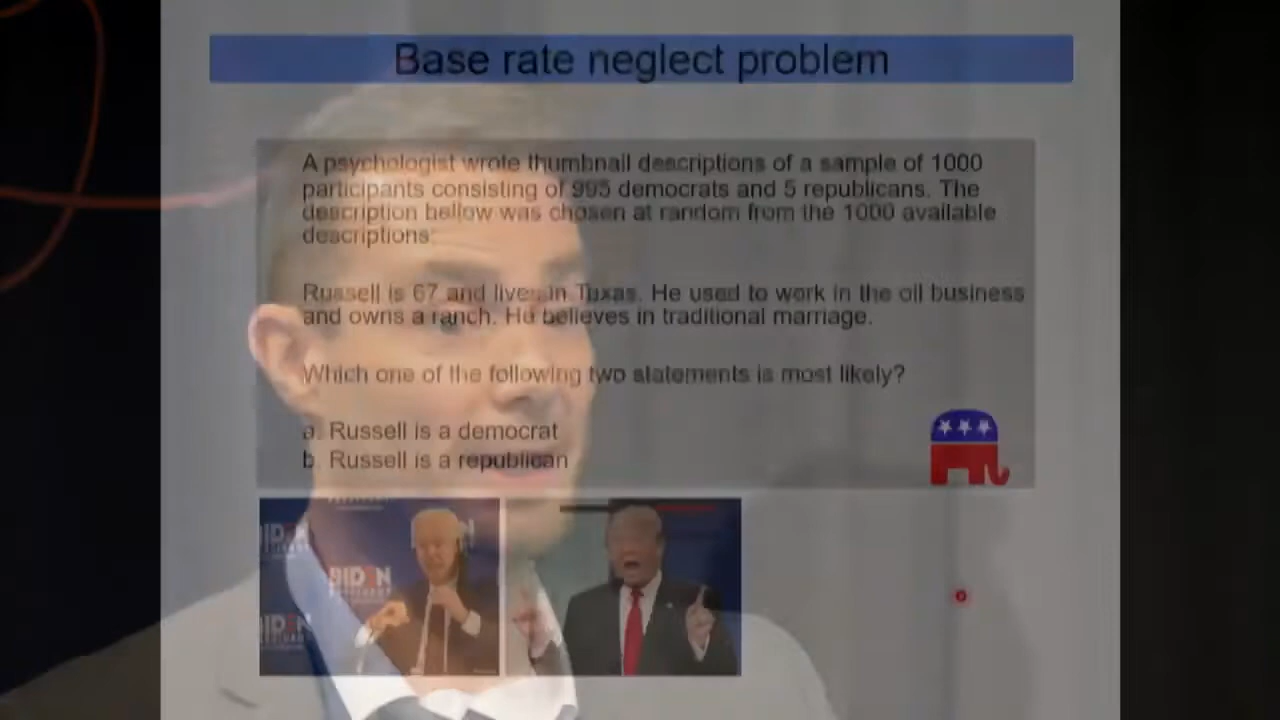 Base rate neglect problem
A psychologist wrote thumbnail descriptions of a sample of 1000
participants consisting of 995 democrats and 5 republicans. The
description bellow was chosen at random from the 1000 available
descriptions:
Russell is 67 and lives in Texas. He used to work in the oil business
and owns a ranch. He believes in traditional marriage.
Which one of the following two statements is most likely?
a. Russell is a democrat
b. Russell is a republican
BIDEN